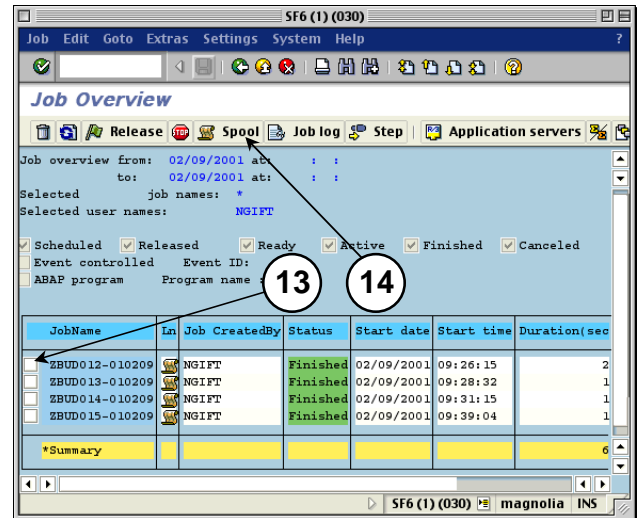 SF6 (1) (030)
Job Edit Goto Extras Settings System Help ?
Job Overview
Release Spool Job log Step Application servers
Job overview from: 02/09/2001 at: : :
to: 02/09/2001 at: : :
Selected job names: *
Selected user names: NGIFT
Scheduled Released Ready Active Finished Canceled
Event controlled Event ID:
ABAP program Program name :
13 14
JobName Ln Job CreatedBy Status Start date Start time Duration(sec
ZBUD012-010209 NGIFT Finished 02/09/2001 09:26:15 2
ZBUD013-010209 NGIFT Finished 02/09/2001 09:28:32 1
ZBUD014-010209 NGIFT Finished 02/09/2001 09:31:15 1
ZBUD015-010209 NGIFT Finished 02/09/2001 09:39:04 1
*Summary 6
SF6 (1) (030) magnolia INS